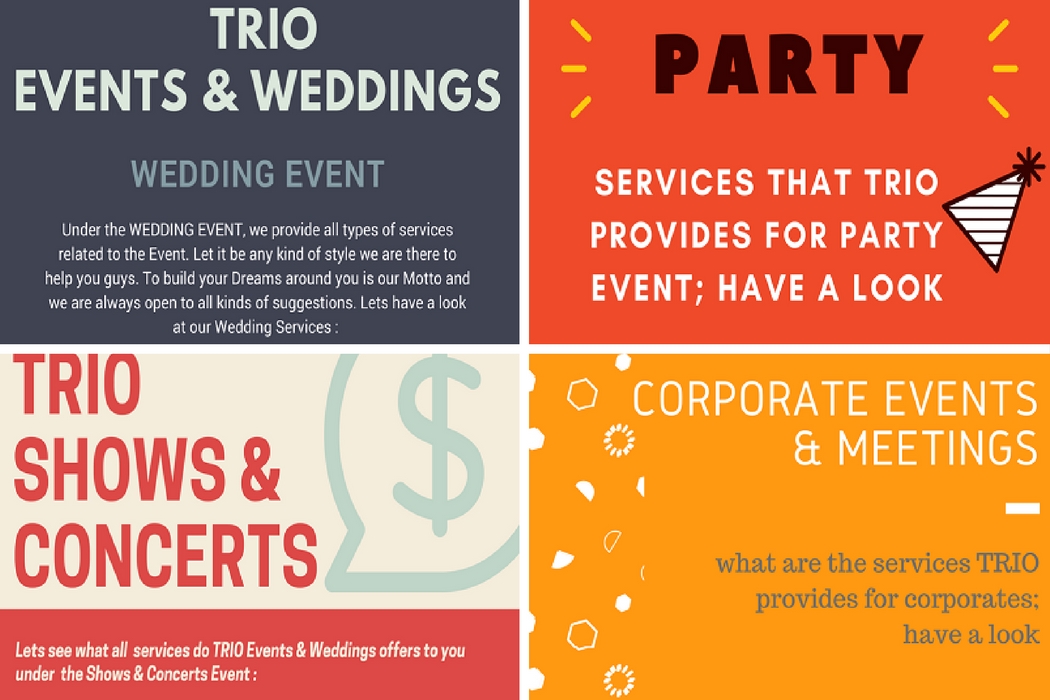 TRIO
EVENTS & WEDDINGS
WEDDING EVENT
Under the WEDDING EVENT, we provide all types of services
related to the Event. Let it be any kind of style we are there to
help you guys. To build your Dreams around you is our Motto and
we are always open to all kinds of suggestions. Lets have a look
at our Wedding Services :
PARTY
SERVICES THAT TRIO
PROVIDES FOR PARTY
EVENT; HAVE A LOOK
TRIO
SHOWS &
CONCERTS
$
Lets see what all services do TRIO Events & Weddings offers to you
under the Shows & Concerts Event :
CORPORATE EVENTS
& MEETINGS
what are the services TRIO
provides for corporates;
have a look